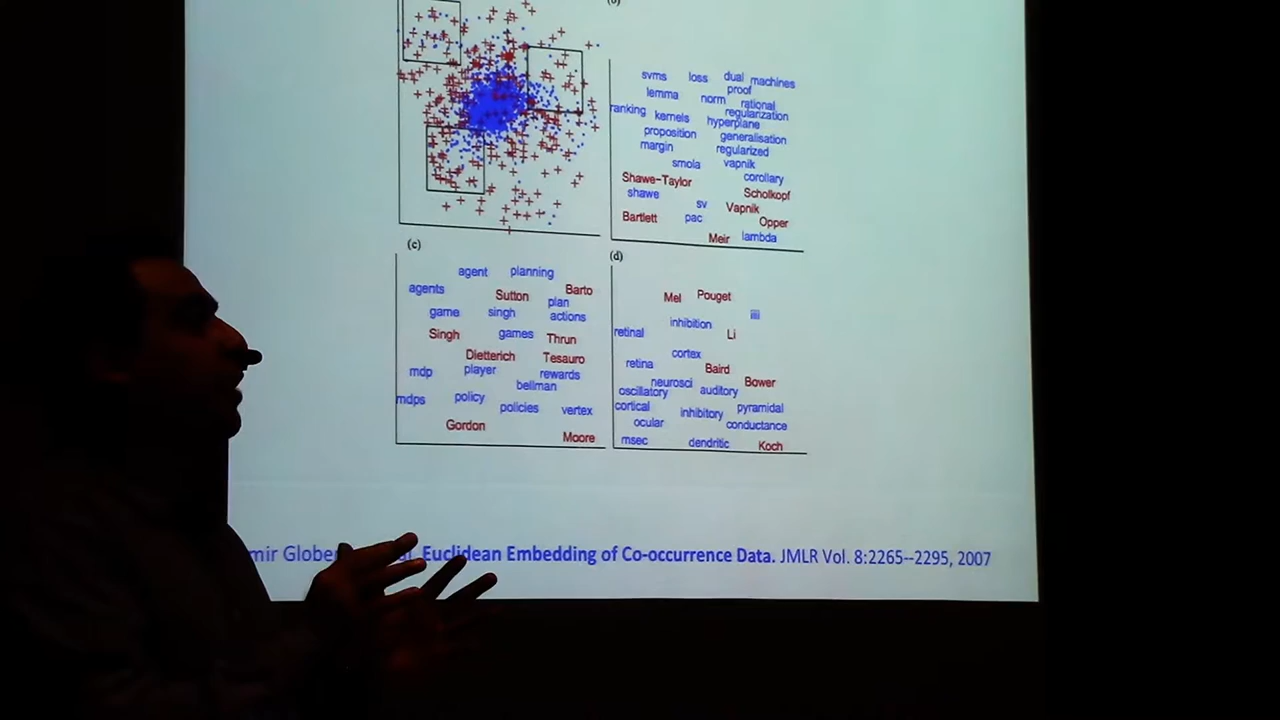 (b)
svms loss dual machines
proof
lemma norm rational
ranking kernels hyperplane regularization
proposition generalisation
margin regularized
smola vapnik
corollary
Shawe-Taylor Scholkopf
shawe
sv Vapnik
Bartlett pac Opper
Meir lambda
(c)
agent planning
agents Sutton Barto
plan
game singh actions
Singh games Thrun
Dietterich Tesauro
mdp player rewards
bellman
mdps policy policies vertex
Gordon Moore
(d)
Mel Pouget
iiii
inhibition
retinal Li
cortex
retina Baird
neurosci Bower
oscillatory auditory
cortical inhibitory pyramidal
ocular conductance
msec dendritic Koch
Euclidean Embedding of Co-occurrence Data. JMLR Vol. 8:2265--2295, 2007